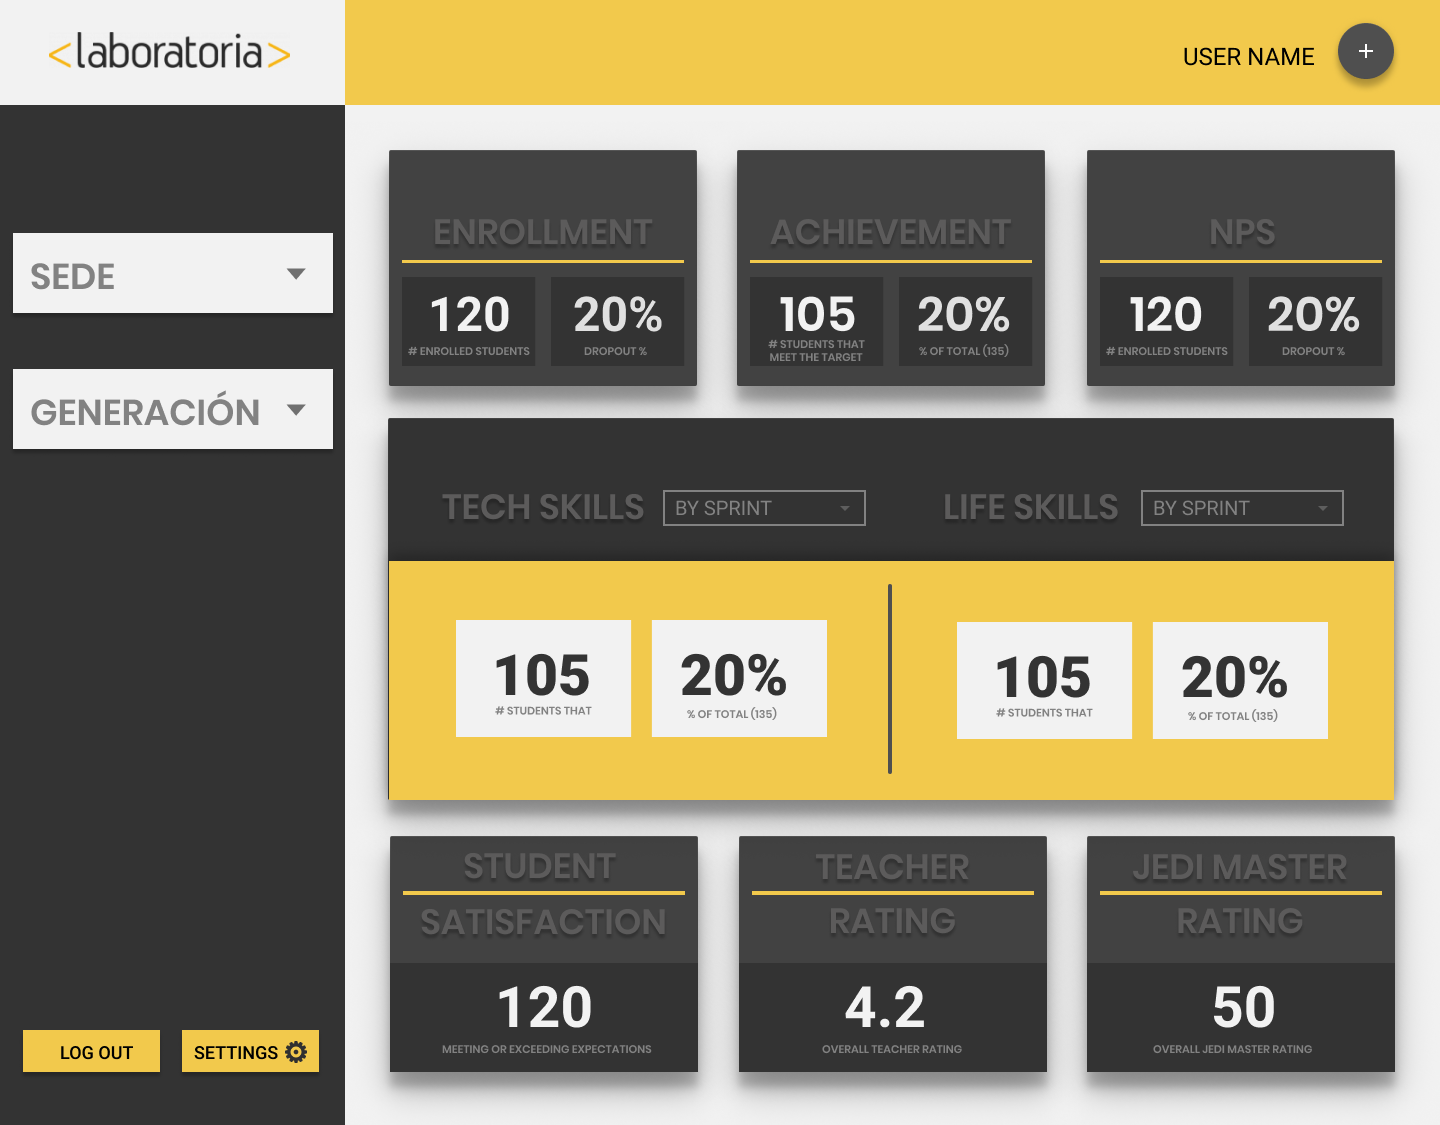 <laboratoria>
USER NAME
+
SEDE
GENERACIÓN
LOG OUT
SETTINGS
ENROLLMENT
120
# ENROLLED STUDENTS
20%
DROPOUT %
ACHIEVEMENT
105
# STUDENTS THAT
MEET THE TARGET
20%
% OF TOTAL (135)
NPS
120
# ENROLLED STUDENTS
20%
DROPOUT %
TECH SKILLS
BY SPRINT
105
# STUDENTS THAT
20%
% OF TOTAL (135)
LIFE SKILLS
BY SPRINT
105
# STUDENTS THAT
20%
% OF TOTAL (135)
STUDENT
SATISFACTION
120
MEETING OR EXCEEDING EXPECTATIONS
TEACHER
RATING
4.2
OVERALL TEACHER RATING
JEDI MASTER
RATING
50
OVERALL JEDI MASTER RATING